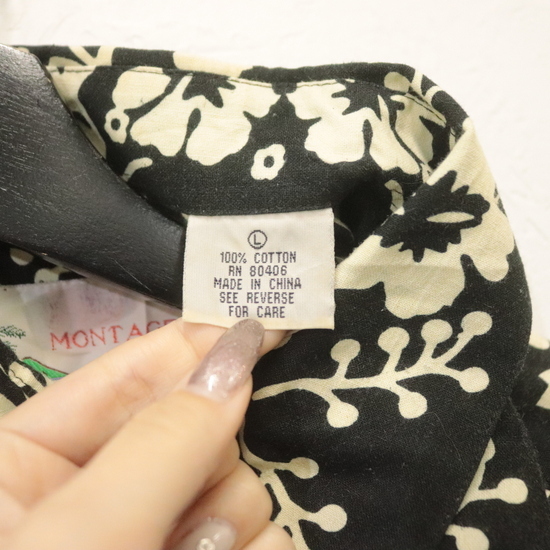 L
100% COTTON
RN 80406
MADE IN CHINA
SEE REVERSE
FOR CARE